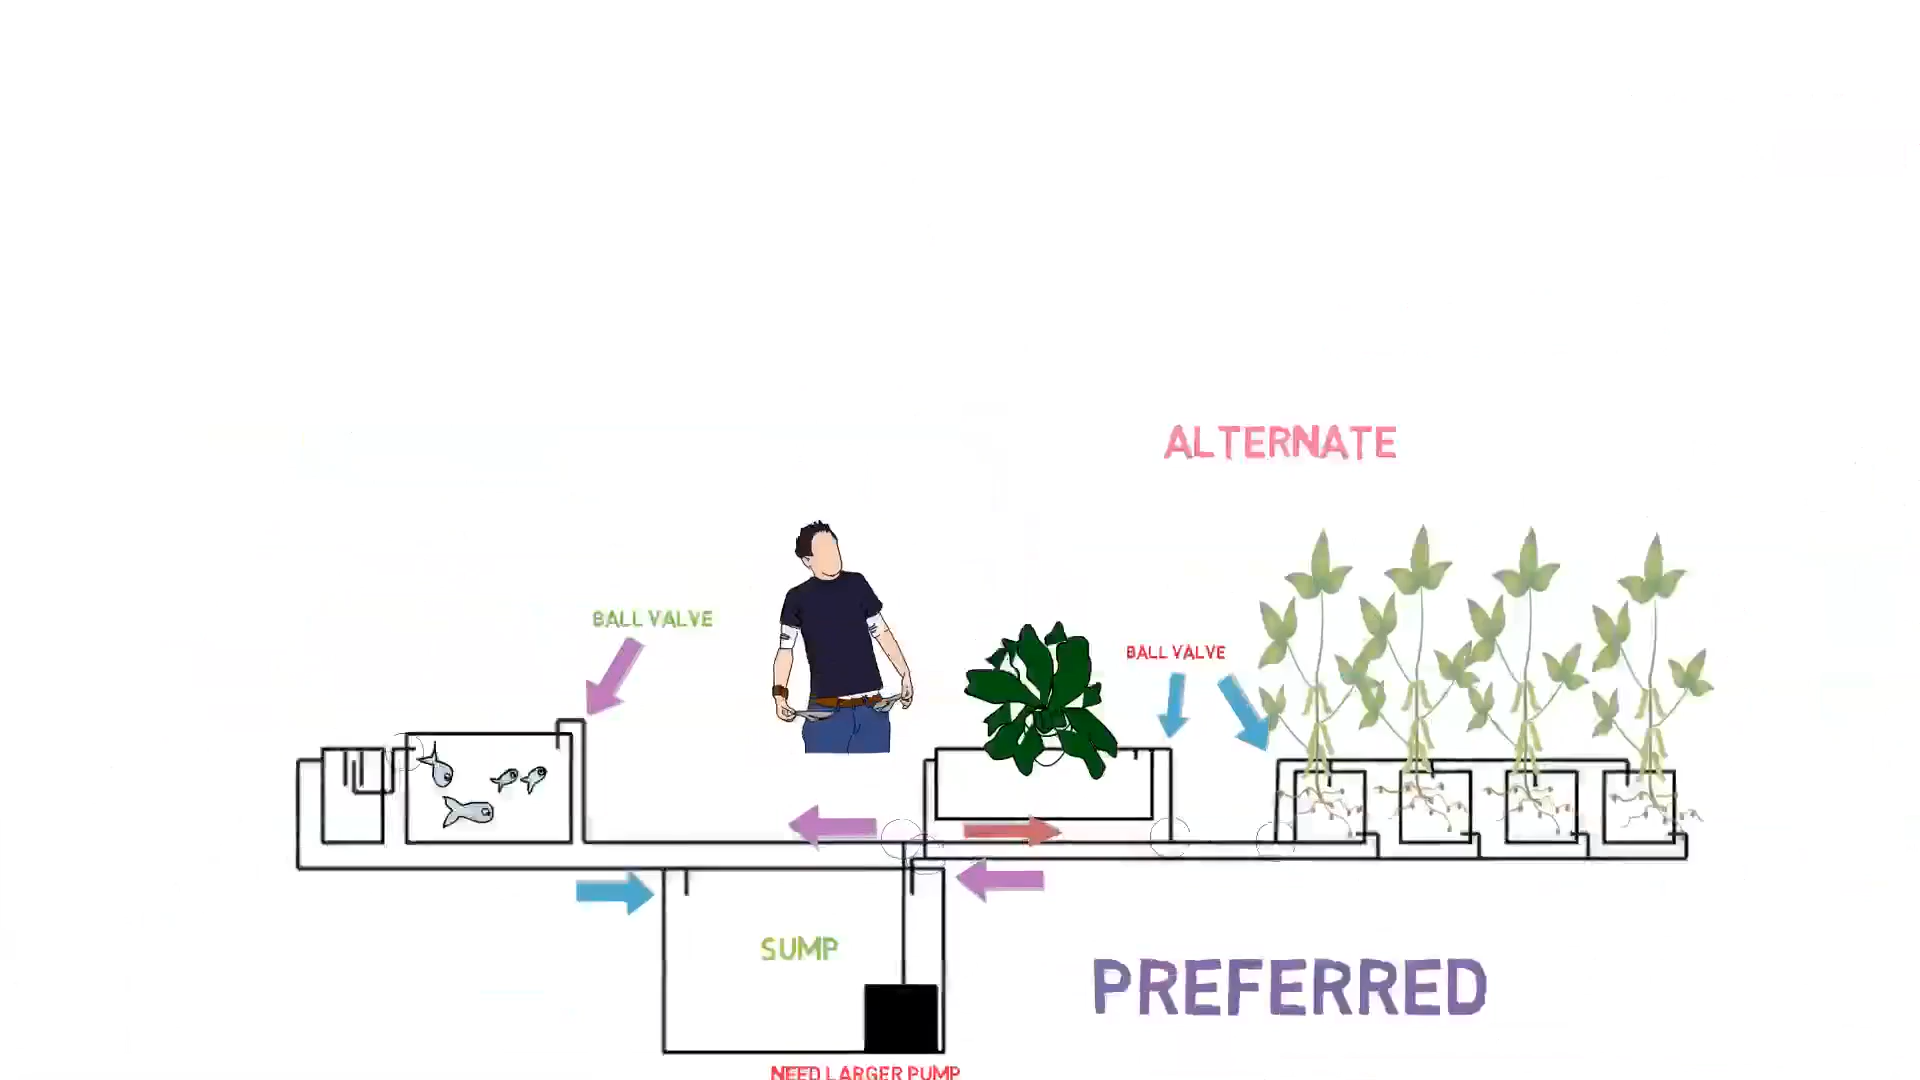 ALTERNATE
BALL VALVE
BALL VALVE
SUMP
PREFERRED
NEED LARGER PUMP